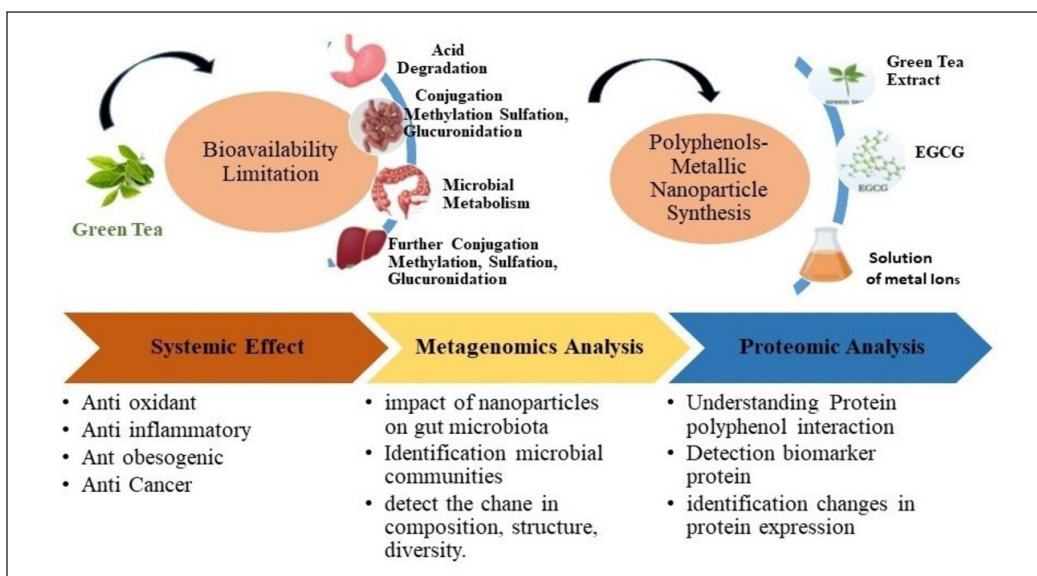 Green Tea
Bioavailability
Limitation
Acid
Degradation
Conjugation
Methylation Sulfation,
Glucuronidation
Microbial
Metabolism
Further Conjugation
Methylation, Sulfation,
Glucuronidation
Polyphenols-
Metallic
Nanoparticle
Synthesis
Green Tea
Extract
green tea
EGCG
EGCG
Solution
of metal Ions
Systemic Effect
• Anti oxidant
• Anti inflammatory
• Ant obesogenic
• Anti Cancer
Metagenomics Analysis
• impact of nanoparticles
on gut microbiota
• Identification microbial
communities
• detect the chane in
composition, structure,
diversity.
Proteomic Analysis
• Understanding Protein
polyphenol interaction
• Detection biomarker
protein
• identification changes in
protein expression